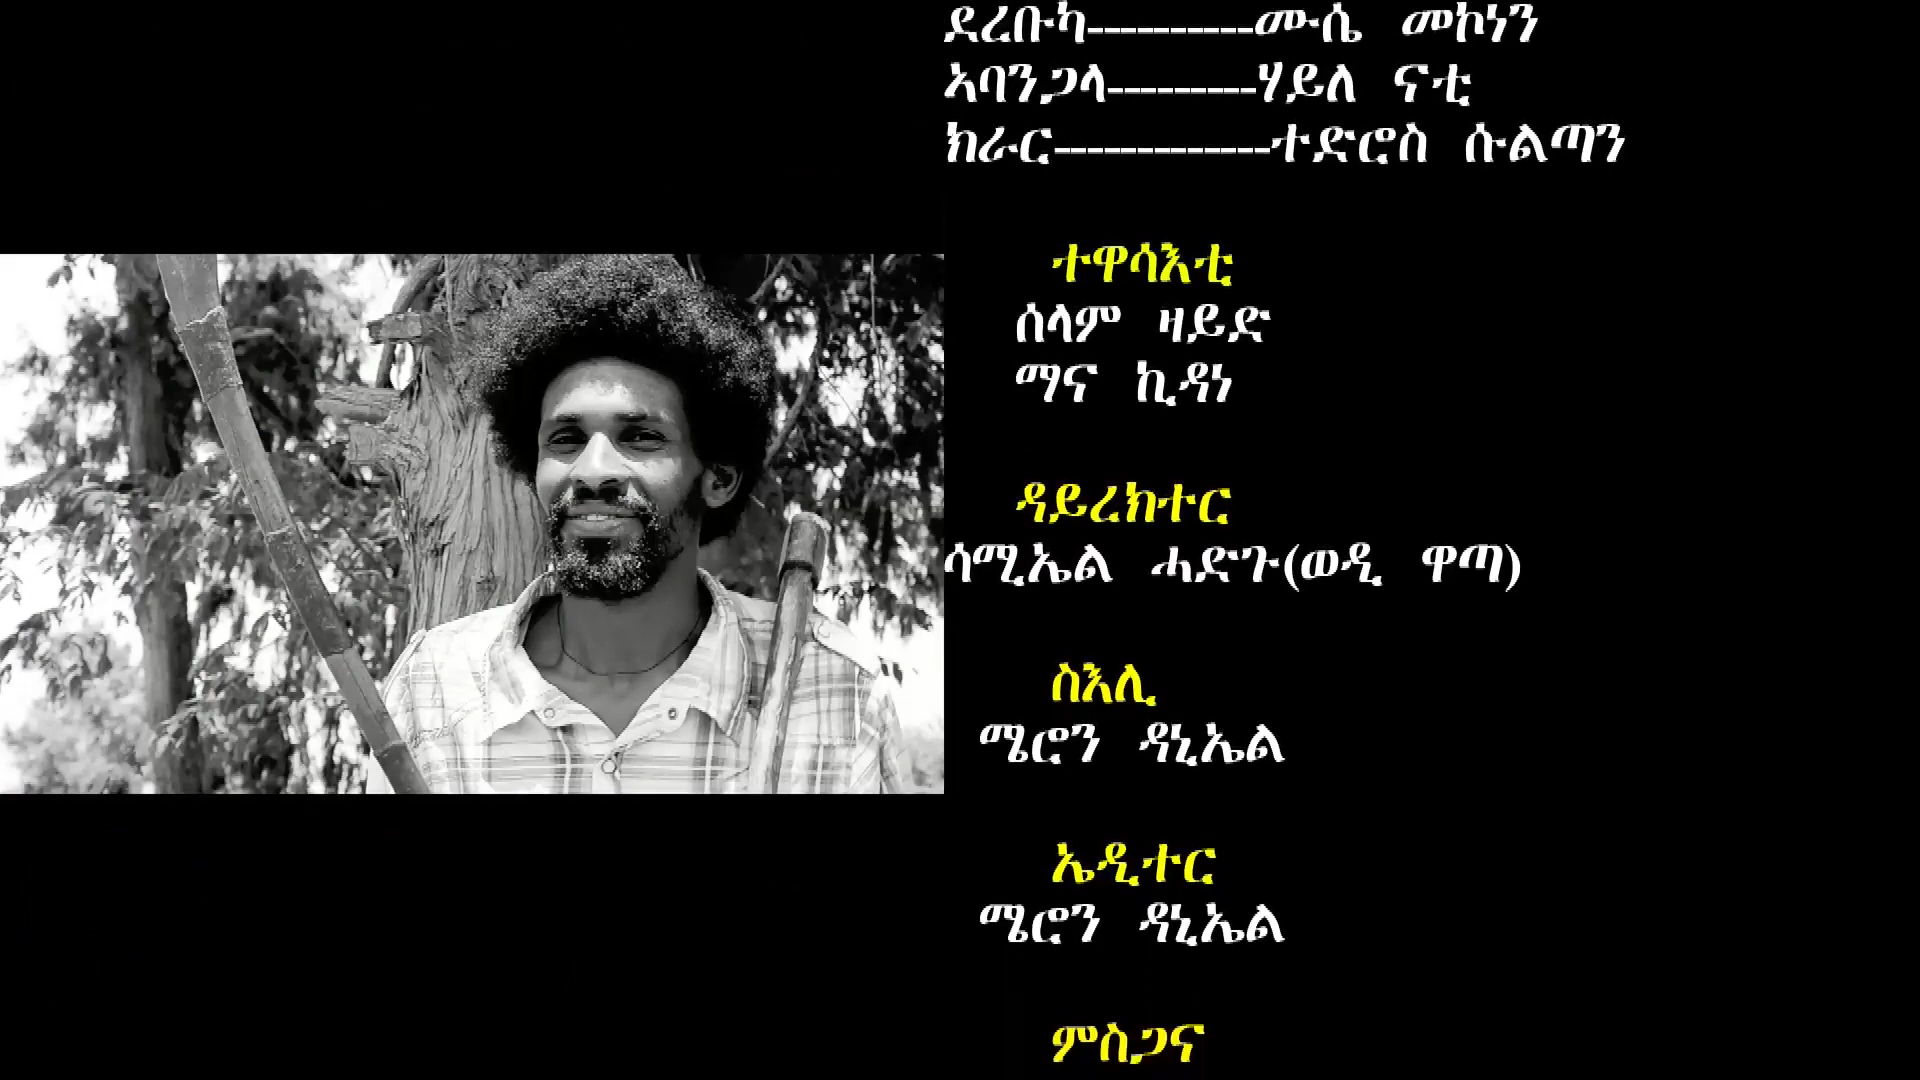 ደረቡካ----------ሙሴ መኮነን
ኣባንጋላ---------ሃይለ ናቲ
ክራር-------------ተድሮስ ሱልጣን
ተዋሳእቲ
ሰላም ዛይድ
ማና ኪዳነ
ዳይረክተር
ሳሚኤል ሓድጉ(ወዲ ዋጣ)
ስእሊ
ሜሮን ዳኒኤል
ኤዲተር
ሜሮን ዳኒኤል
ምስጋና